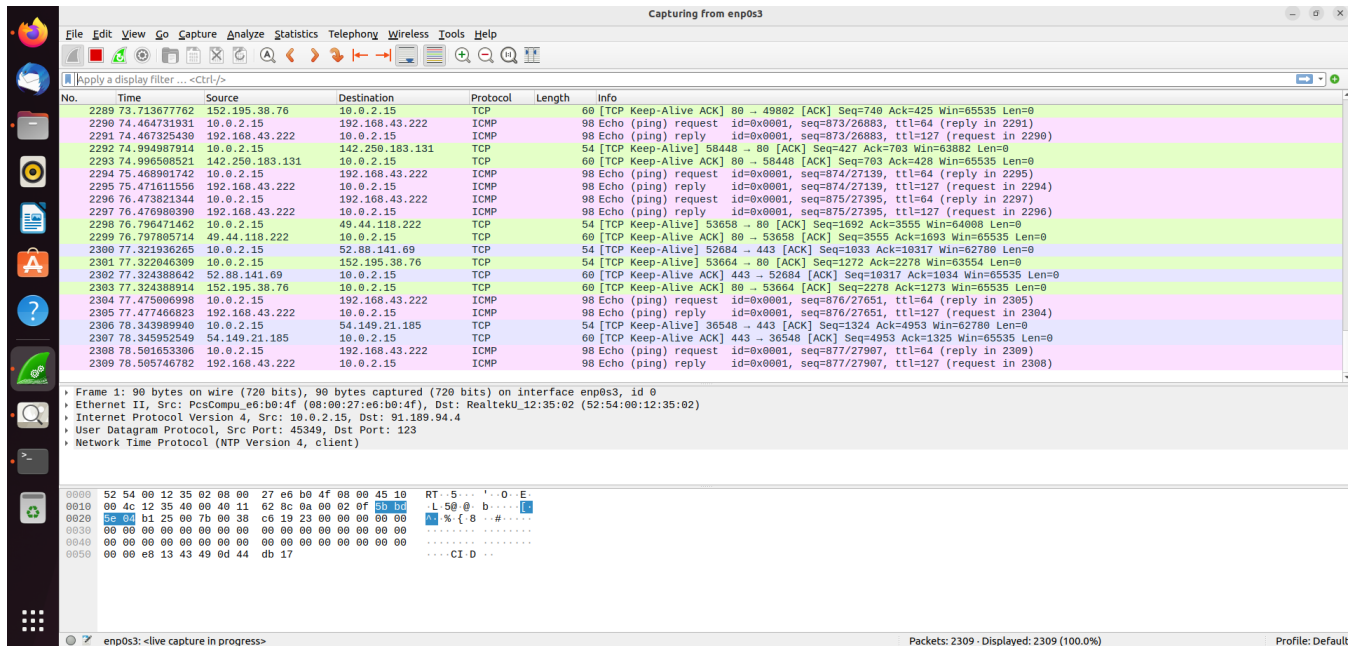 Capturing from enp0s3
File Edit View Go Capture Analyze Statistics Telephony Wireless Tools Help
Apply a display filter ... <Ctrl-/>
No. Time Source Destination Protocol Length Info
2289 73.713677762 152.195.38.76 10.0.2.15 TCP 60 [TCP Keep-Alive ACK] 80 → 49802 [ACK] Seq=740 Ack=425 Win=65535 Len=0
2290 74.464731931 10.0.2.15 192.168.43.222 ICMP 98 Echo (ping) request id=0x0001, seq=873/26883, ttl=64 (reply in 2291)
2291 74.467325430 192.168.43.222 10.0.2.15 ICMP 98 Echo (ping) reply id=0x0001, seq=873/26883, ttl=127 (request in 2290)
2292 74.994987914 10.0.2.15 142.250.183.131 TCP 54 [TCP Keep-Alive] 58448 → 80 [ACK] Seq=427 Ack=703 Win=63882 Len=0
2293 74.996508521 142.250.183.131 10.0.2.15 TCP 60 [TCP Keep-Alive ACK] 80 → 58448 [ACK] Seq=703 Ack=428 Win=65535 Len=0
2294 75.468901742 10.0.2.15 192.168.43.222 ICMP 98 Echo (ping) request id=0x0001, seq=874/27139, ttl=64 (reply in 2295)
2295 75.471611556 192.168.43.222 10.0.2.15 ICMP 98 Echo (ping) reply id=0x0001, seq=874/27139, ttl=127 (request in 2294)
2296 76.473821344 10.0.2.15 192.168.43.222 ICMP 98 Echo (ping) request id=0x0001, seq=875/27395, ttl=64 (reply in 2297)
2297 76.476980390 192.168.43.222 10.0.2.15 ICMP 98 Echo (ping) reply id=0x0001, seq=875/27395, ttl=127 (request in 2296)
2298 76.796471462 10.0.2.15 49.44.118.222 TCP 54 [TCP Keep-Alive] 53658 → 80 [ACK] Seq=1692 Ack=3555 Win=64008 Len=0
2299 76.797805714 49.44.118.222 10.0.2.15 TCP 60 [TCP Keep-Alive ACK] 80 → 53658 [ACK] Seq=3555 Ack=1693 Win=65535 Len=0
2300 77.321936265 10.0.2.15 52.88.141.69 TCP 54 [TCP Keep-Alive] 52684 → 443 [ACK] Seq=1033 Ack=10317 Win=62780 Len=0
2301 77.322046309 10.0.2.15 152.195.38.76 TCP 54 [TCP Keep-Alive] 53664 → 80 [ACK] Seq=1272 Ack=2278 Win=63554 Len=0
2302 77.324388642 52.88.141.69 10.0.2.15 TCP 60 [TCP Keep-Alive ACK] 443 → 52684 [ACK] Seq=10317 Ack=1034 Win=65535 Len=0
2303 77.324388914 152.195.38.76 10.0.2.15 TCP 60 [TCP Keep-Alive ACK] 80 → 53664 [ACK] Seq=2278 Ack=1273 Win=65535 Len=0
2304 77.475006998 10.0.2.15 192.168.43.222 ICMP 98 Echo (ping) request id=0x0001, seq=876/27651, ttl=64 (reply in 2305)
2305 77.477466823 192.168.43.222 10.0.2.15 ICMP 98 Echo (ping) reply id=0x0001, seq=876/27651, ttl=127 (request in 2304)
2306 78.343989940 10.0.2.15 54.149.21.185 TCP 54 [TCP Keep-Alive] 36548 → 443 [ACK] Seq=1324 Ack=4953 Win=62780 Len=0
2307 78.345952549 54.149.21.185 10.0.2.15 TCP 60 [TCP Keep-Alive ACK] 443 → 36548 [ACK] Seq=4953 Ack=1325 Win=65535 Len=0
2308 78.501653306 10.0.2.15 192.168.43.222 ICMP 98 Echo (ping) request id=0x0001, seq=877/27907, ttl=64 (reply in 2309)
2309 78.505746782 192.168.43.222 10.0.2.15 ICMP 98 Echo (ping) reply id=0x0001, seq=877/27907, ttl=127 (request in 2308)
Frame 1: 90 bytes on wire (720 bits), 90 bytes captured (720 bits) on interface enp0s3, id 0
Ethernet II, Src: PcsCompu_e6:b0:4f (08:00:27:e6:b0:4f), Dst: RealtekU_12:35:02 (52:54:00:12:35:02)
Internet Protocol Version 4, Src: 10.0.2.15, Dst: 91.189.94.4
User Datagram Protocol, Src Port: 45349, Dst Port: 123
Network Time Protocol (NTP Version 4, client)
0000 52 54 00 12 35 02 08 00 27 e6 b0 4f 08 00 45 10 RT··5··· '··O··E·
0010 00 4c 12 35 40 00 40 11 62 8c 0a 00 02 0f 5b bd ·L·5@·@· b·····[·
0020 5e 04 b1 25 00 7b 00 38 c6 19 23 00 00 00 00 00 ^··%·{·8 ··#·····
0030 00 00 00 00 00 00 00 00 00 00 00 00 00 00 00 00 ········ ········
0040 00 00 00 00 00 00 00 00 00 00 00 00 00 00 00 00 ········ ········
0050 00 00 e8 13 43 49 0d 44 db 17 ····CI·D ··
enp0s3: <live capture in progress> Packets: 2309 · Displayed: 2309 (100.0%) Profile: Default